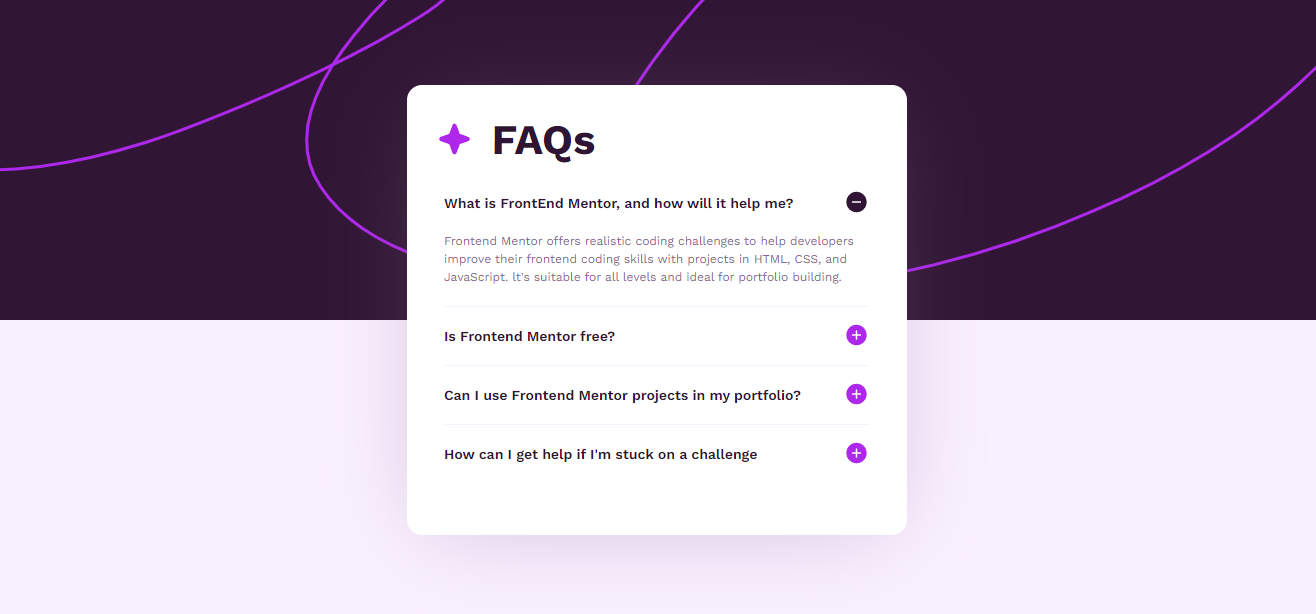 FAQs
What is FrontEnd Mentor, and how will it help me?
Frontend Mentor offers realistic coding challenges to help developers
improve their frontend coding skills with projects in HTML, CSS, and
JavaScript. lt's suitable for all levels and ideal for portfolio building.
Is Frontend Mentor free?
Can I use Frontend Mentor projects in my portfolio?
How can I get help if I'm stuck on a challenge